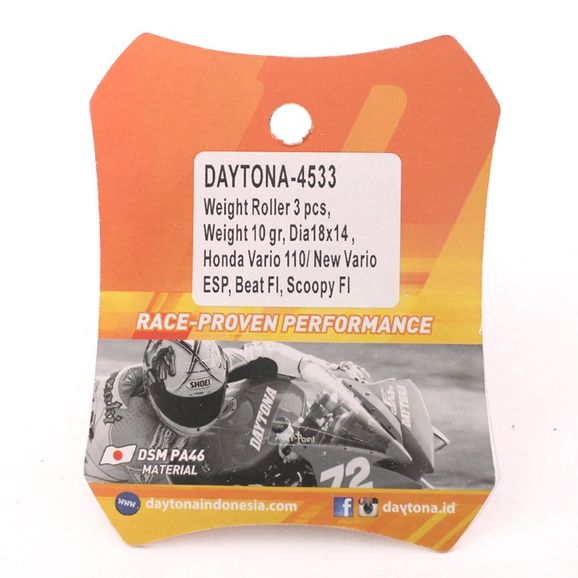 DAYTONA-4533
Weight Roller 3 pcs,
Weight 10 gr, Dia18x14 ,
Honda Vario 110/ New Vario
ESP, Beat FI, Scoopy FI
RACE-PROVEN PERFORMANCE
SHOEI
DAYTONA
72
DSM PA46
MATERIAL
www.
daytonaindonesia.com
f
daytona.id